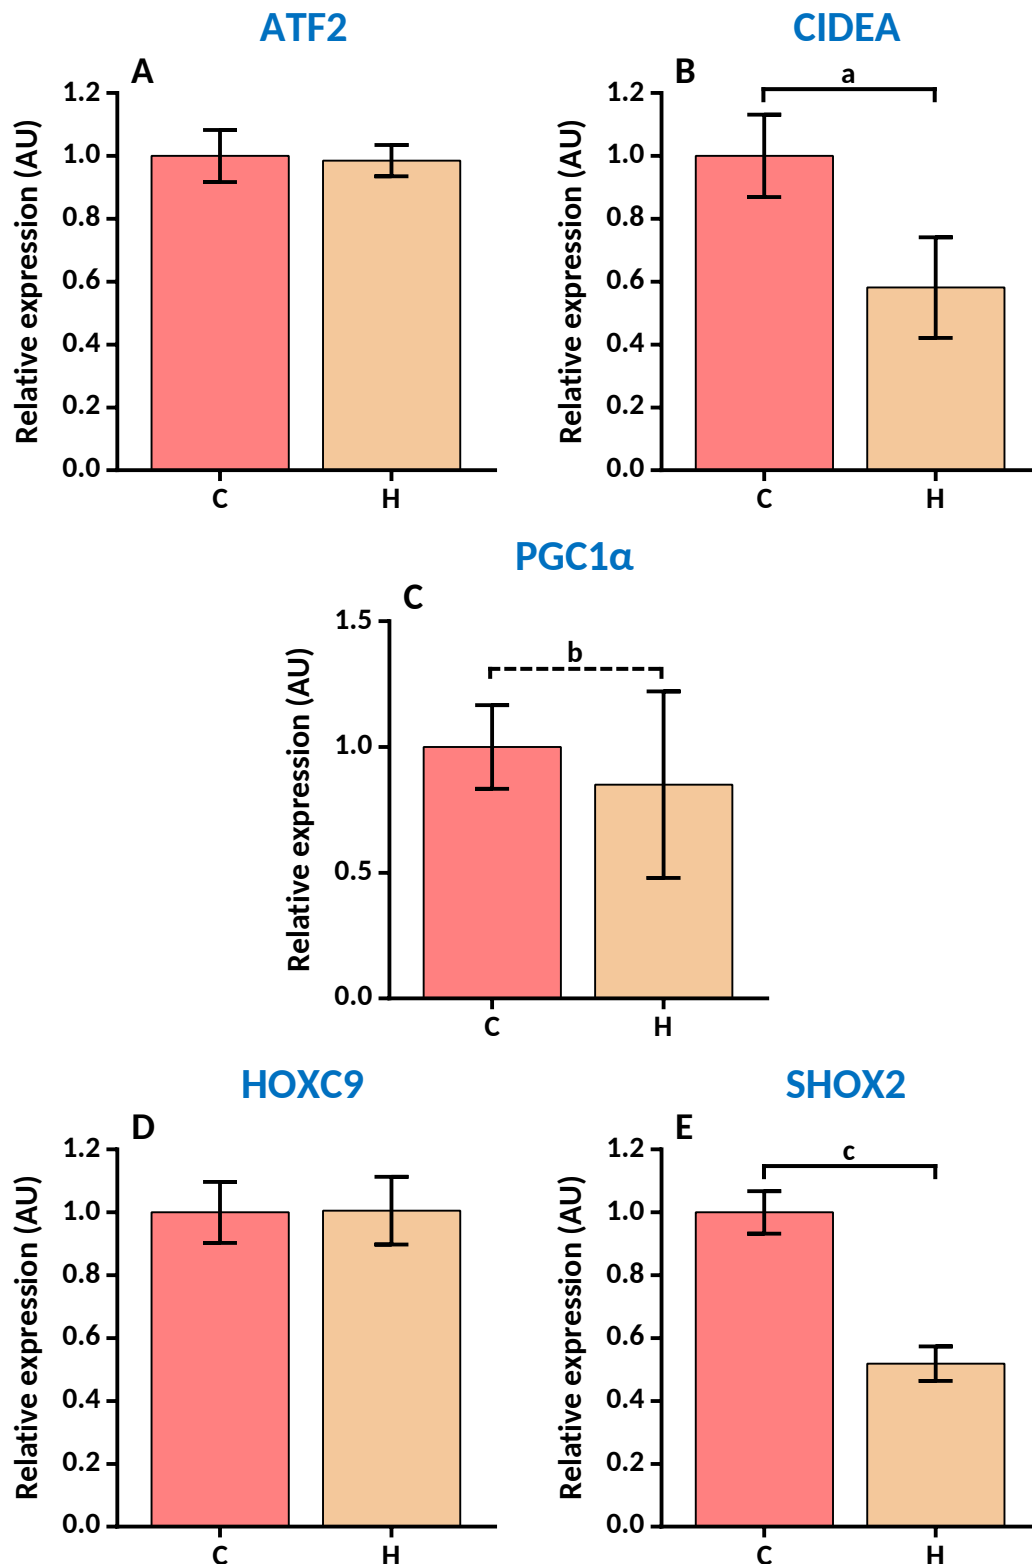 ATF2
A
Relative expression (AU)
1.2
1.0
0.8
0.6
0.4
0.2
0.0
C
H
CIDEA
B
a
Relative expression (AU)
1.2
1.0
0.8
0.6
0.4
0.2
0.0
C
H
PGC1α
C
b
Relative expression (AU)
1.5
1.0
0.5
0.0
C
H
HOXC9
D
Relative expression (AU)
1.2
1.0
0.8
0.6
0.4
0.2
0.0
C
H
SHOX2
E
c
Relative expression (AU)
1.2
1.0
0.8
0.6
0.4
0.2
0.0
C
H